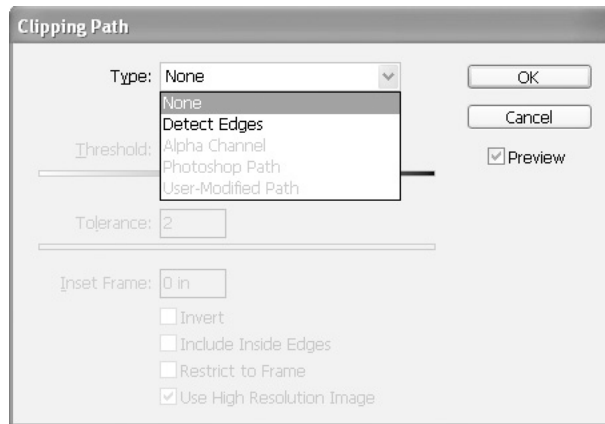 Clipping Path
Type: None
OK
None
Detect Edges
Cancel
Threshold:
Alpha Channel
Preview
Photoshop Path
User-Modified Path
Tolerance: 2
Inset Frame: 0 in
Invert
Include Inside Edges
Restrict to Frame
Use High Resolution Image